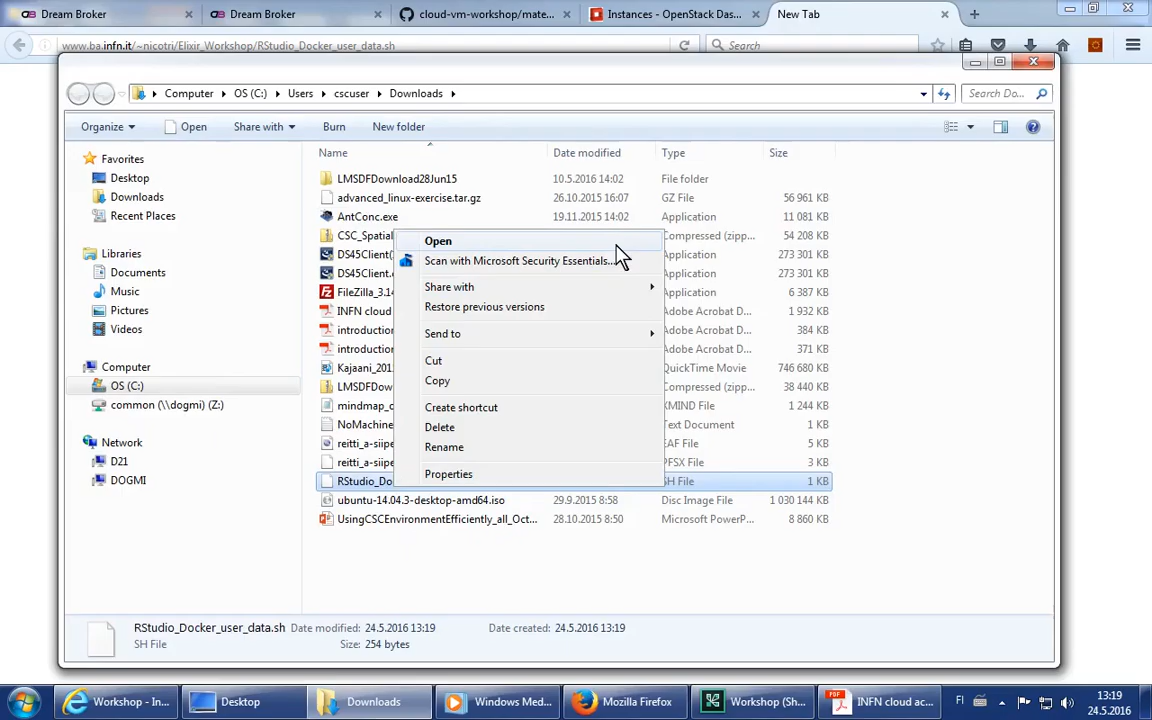 Dream Broker
Dream Broker
cloud-vm-workshop/mate...
Instances - OpenStack Das...
New Tab
www.ba.infn.it/~nicotri/Elixir_Workshop/RStudio_Docker_user_data.sh
Search
Computer
OS (C:)
Users
cscuser
Downloads
Search Do...
Organize
Open
Share with
Burn
New folder
Favorites
Desktop
Downloads
Recent Places
Libraries
Documents
Music
Pictures
Videos
Computer
OS (C:)
common (\\dogmi) (Z:)
Network
D21
DOGMI
Name Date modified Type Size
LMSDFDownload28Jun15 10.5.2016 14:02 File folder
advanced_linux-exercise.tar.gz 26.10.2015 16:07 GZ File 56 961 KB
AntConc.exe 19.11.2015 14:02 Application 11 081 KB
CSC_Spatial Compressed (zipp... 54 208 KB
DS45Client( Application 273 301 KB
DS45Client. Application 273 301 KB
FileZilla_3.14 Application 6 387 KB
INFN cloud Adobe Acrobat D... 1 932 KB
introduction Adobe Acrobat D... 384 KB
introduction Adobe Acrobat D... 371 KB
Kajaani_201 QuickTime Movie 746 680 KB
LMSDFDow Compressed (zipp... 38 440 KB
mindmap_ XMIND File 1 244 KB
NoMachine Text Document 1 KB
reitti_a-siipe EAF File 5 KB
reitti_a-siipe PFSX File 2 KB
RStudio_Do SH File 1 KB
ubuntu-14.04.3-desktop-amd64.iso 29.9.2015 8:58 Disc Image File 1 030 144 KB
UsingCSCEnvironmentEfficiently_all_Oct... 28.10.2015 8:50 Microsoft PowerP... 8 860 KB
Open
Scan with Microsoft Security Essentials...
Share with
Restore previous versions
Send to
Cut
Copy
Create shortcut
Delete
Rename
Properties
RStudio_Docker_user_data.sh Date modified: 24.5.2016 13:19 Date created: 24.5.2016 13:19
SH File Size: 254 bytes
Workshop - In...
Desktop
Downloads
Windows Med...
Mozilla Firefox
Workshop (Sh...
INFN cloud ac...
FI
13:19
24.5.2016